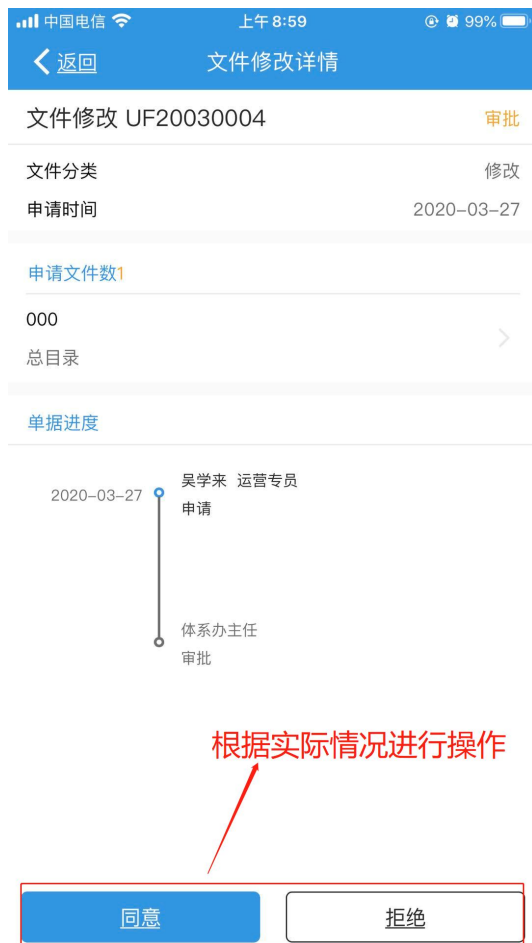 中国电信 上午8:59 99%
返回 文件修改详情
文件修改 UF20030004 审批
文件分类 修改
申请时间 2020-03-27
申请文件数1
000
总目录
单据进度
2020-03-27 吴学来 运营专员
申请
体系办主任
审批
根据实际情况进行操作
同意 拒绝